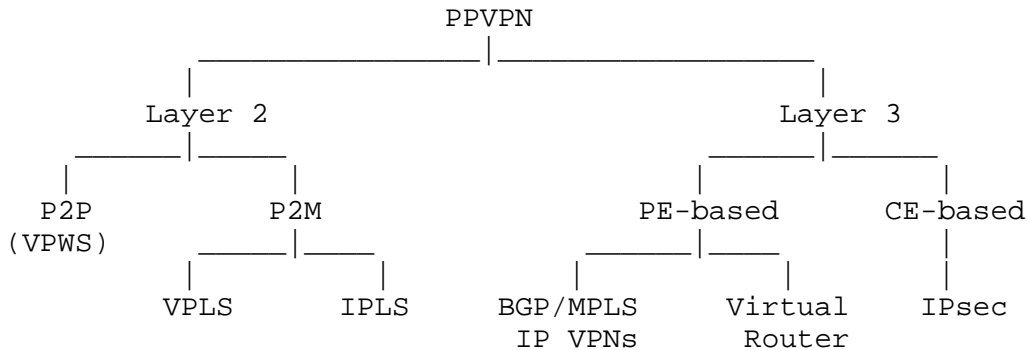 PPVPN
Layer 2 Layer 3
P2P P2M PE-based CE-based
(VPWS)
VPLS IPLS BGP/MPLS Virtual IPsec
IP VPNs Router